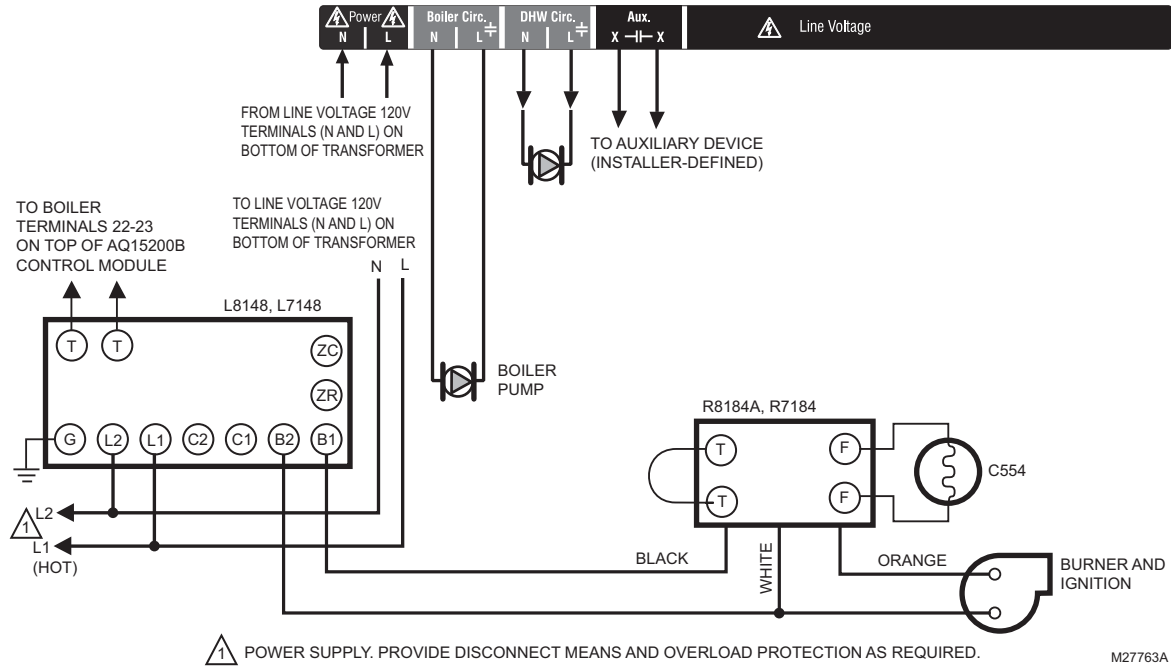 Power Boiler Circ. DHW Circ. Aux. Line Voltage
N L N L N L X X
FROM LINE VOLTAGE 120V
TERMINALS (N AND L) ON
BOTTOM OF TRANSFORMER
TO AUXILIARY DEVICE
(INSTALLER-DEFINED)
TO LINE VOLTAGE 120V
TERMINALS (N AND L) ON
BOTTOM OF TRANSFORMER
N L
TO BOILER
TERMINALS 22-23
ON TOP OF AQ15200B
CONTROL MODULE
L8148, L7148
T T ZC
ZR
G L2 L1 C2 C1 B2 B1
BOILER
PUMP
R8184A, R7184
T F
T F
C554
1 L2
L1
(HOT)
BLACK
WHITE
ORANGE
BURNER AND
IGNITION
1 POWER SUPPLY. PROVIDE DISCONNECT MEANS AND OVERLOAD PROTECTION AS REQUIRED.
M27763A